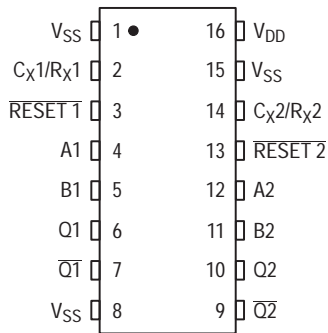 VSS 1 16 VDD
CX1/RX1 2 15 VSS
RESET 1 3 14 CX2/RX2
A1 4 13 RESET 2
B1 5 12 A2
Q1 6 11 B2
Q1 7 10 Q2
VSS 8 9 Q2